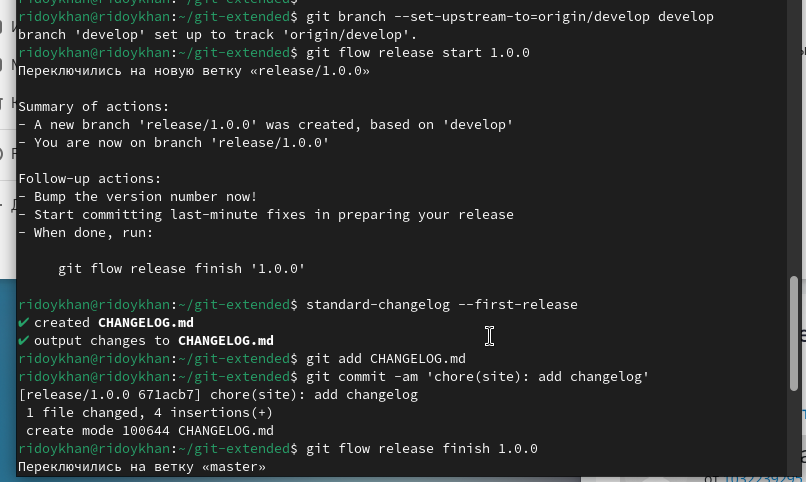 ridoykhan@ridoykhan:~/git-extended$ git branch --set-upstream-to=origin/develop develop
branch 'develop' set up to track 'origin/develop'.
ridoykhan@ridoykhan:~/git-extended$ git flow release start 1.0.0
Переключились на новую ветку «release/1.0.0»
Summary of actions:
- A new branch 'release/1.0.0' was created, based on 'develop'
- You are now on branch 'release/1.0.0'
Follow-up actions:
- Bump the version number now!
- Start committing last-minute fixes in preparing your release
- When done, run:
git flow release finish '1.0.0'
ridoykhan@ridoykhan:~/git-extended$ standard-changelog --first-release
✔ created CHANGELOG.md
✔ output changes to CHANGELOG.md
ridoykhan@ridoykhan:~/git-extended$ git add CHANGELOG.md
ridoykhan@ridoykhan:~/git-extended$ git commit -am 'chore(site): add changelog'
[release/1.0.0 671acb7] chore(site): add changelog
1 file changed, 4 insertions(+)
create mode 100644 CHANGELOG.md
ridoykhan@ridoykhan:~/git-extended$ git flow release finish 1.0.0
Переключились на ветку «master»